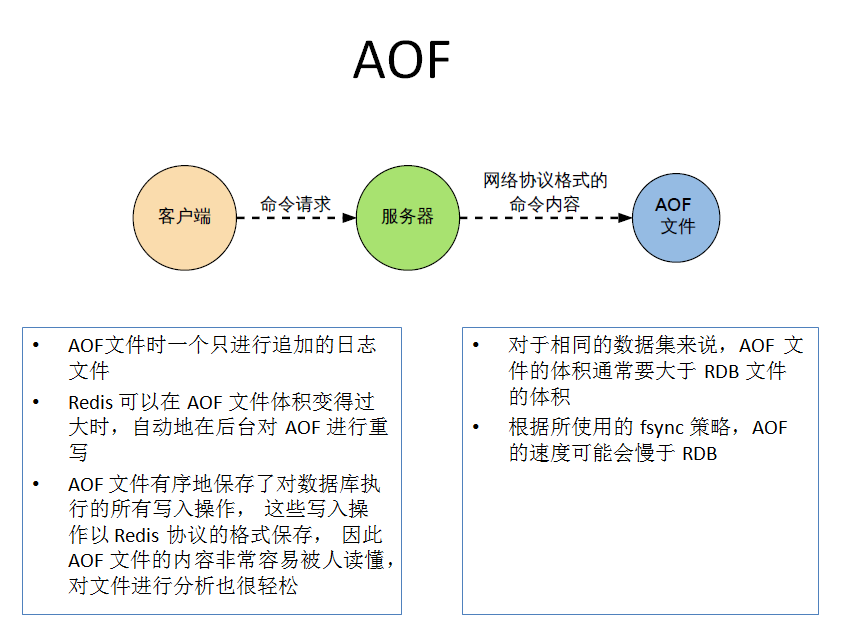 AOF
客户端
命令请求
服务器
网络协议格式的
命令内容
AOF
文件
• AOF文件时一个只进行追加的日志
文件
• Redis 可以在 AOF 文件体积变得过
大时，自动地在后台对 AOF 进行重
写
• AOF 文件有序地保存了对数据库执
行的所有写入操作， 这些写入操
作以 Redis 协议的格式保存， 因此
AOF 文件的内容非常容易被人读懂，
对文件进行分析也很轻松
• 对于相同的数据集来说，AOF 文
件的体积通常要大于 RDB 文件
的体积
• 根据所使用的 fsync 策略，AOF
的速度可能会慢于 RDB